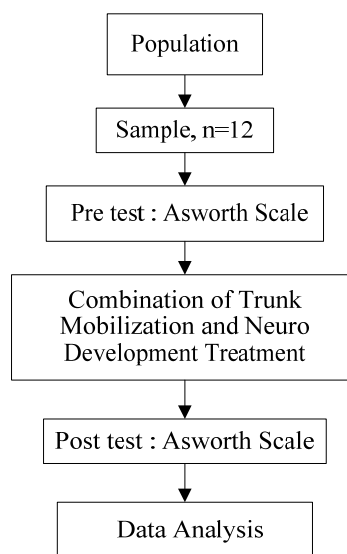 Population
Sample, n=12
Pre test : Asworth Scale
Combination of Trunk
Mobilization and Neuro
Development Treatment
Post test : Asworth Scale
Data Analysis